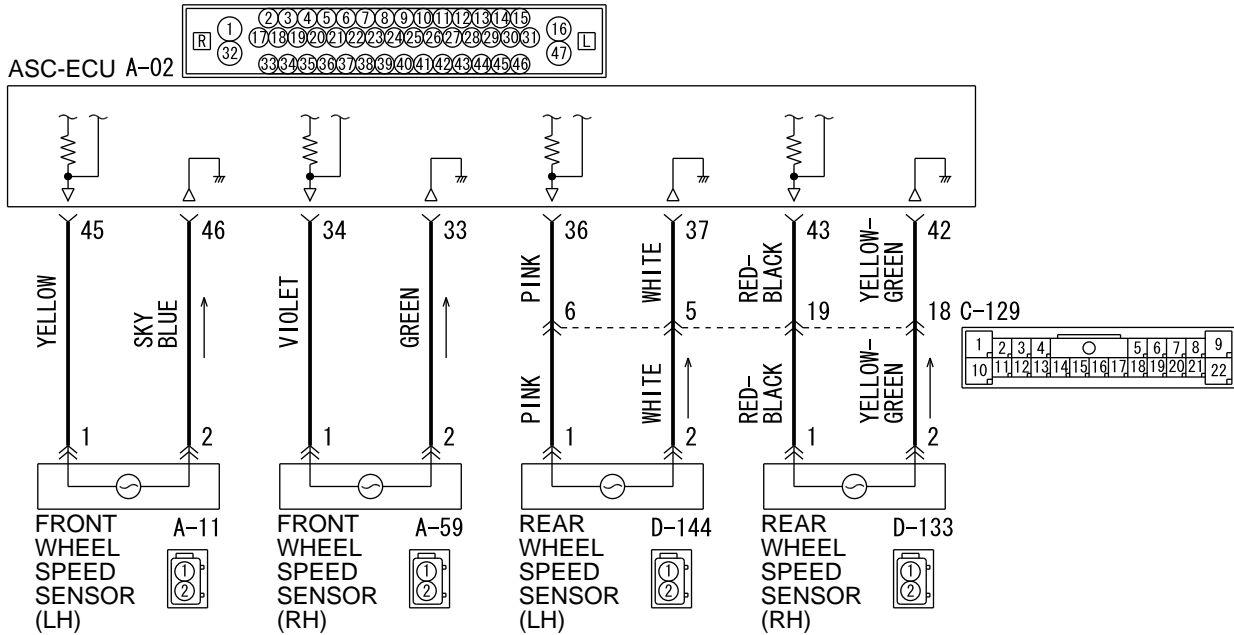 2 3 4 5 6 7 8 9 10 11 12 13 14 15
R 1 17 18 19 20 21 22 23 24 25 26 27 28 29 30 31 16 L
32 47
33 34 35 36 37 38 39 40 41 42 43 44 45 46
ASC-ECU A-02
45 46 34 33 36 37 43 42
YELLOW
SKY
BLUE
VIOLET
GREEN
PINK
WHITE
RED-
BLACK
YELLOW-
GREEN
6 5 19 18 C-129
1 2 3 4 5 6 7 8 9
10 11 12 13 14 15 16 17 18 19 20 21 22
PINK
WHITE
RED-
BLACK
YELLOW-
GREEN
1 2 1 2 1 2 1 2
FRONT
WHEEL
SPEED
SENSOR
(LH)
A-11
1
2
FRONT
WHEEL
SPEED
SENSOR
(RH)
A-59
1
2
REAR
WHEEL
SPEED
SENSOR
(LH)
D-144
1
2
REAR
WHEEL
SPEED
SENSOR
(RH)
D-133
1
2